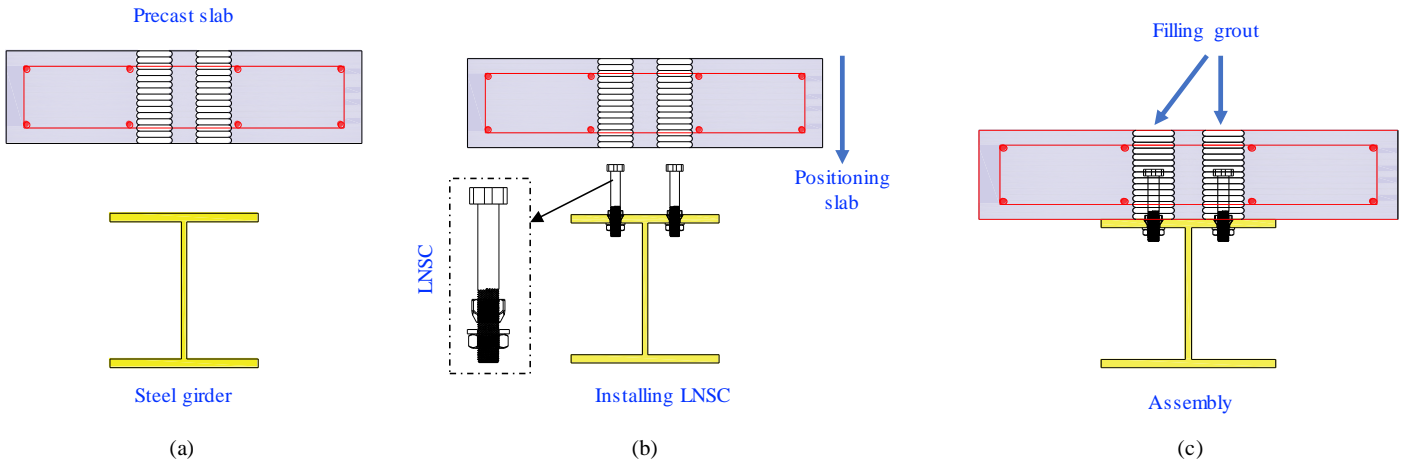 Precast slab
Steel girder
(a)
LNSC
Positioning
slab
Installing LNSC
(b)
Filling grout
Assembly
(c)